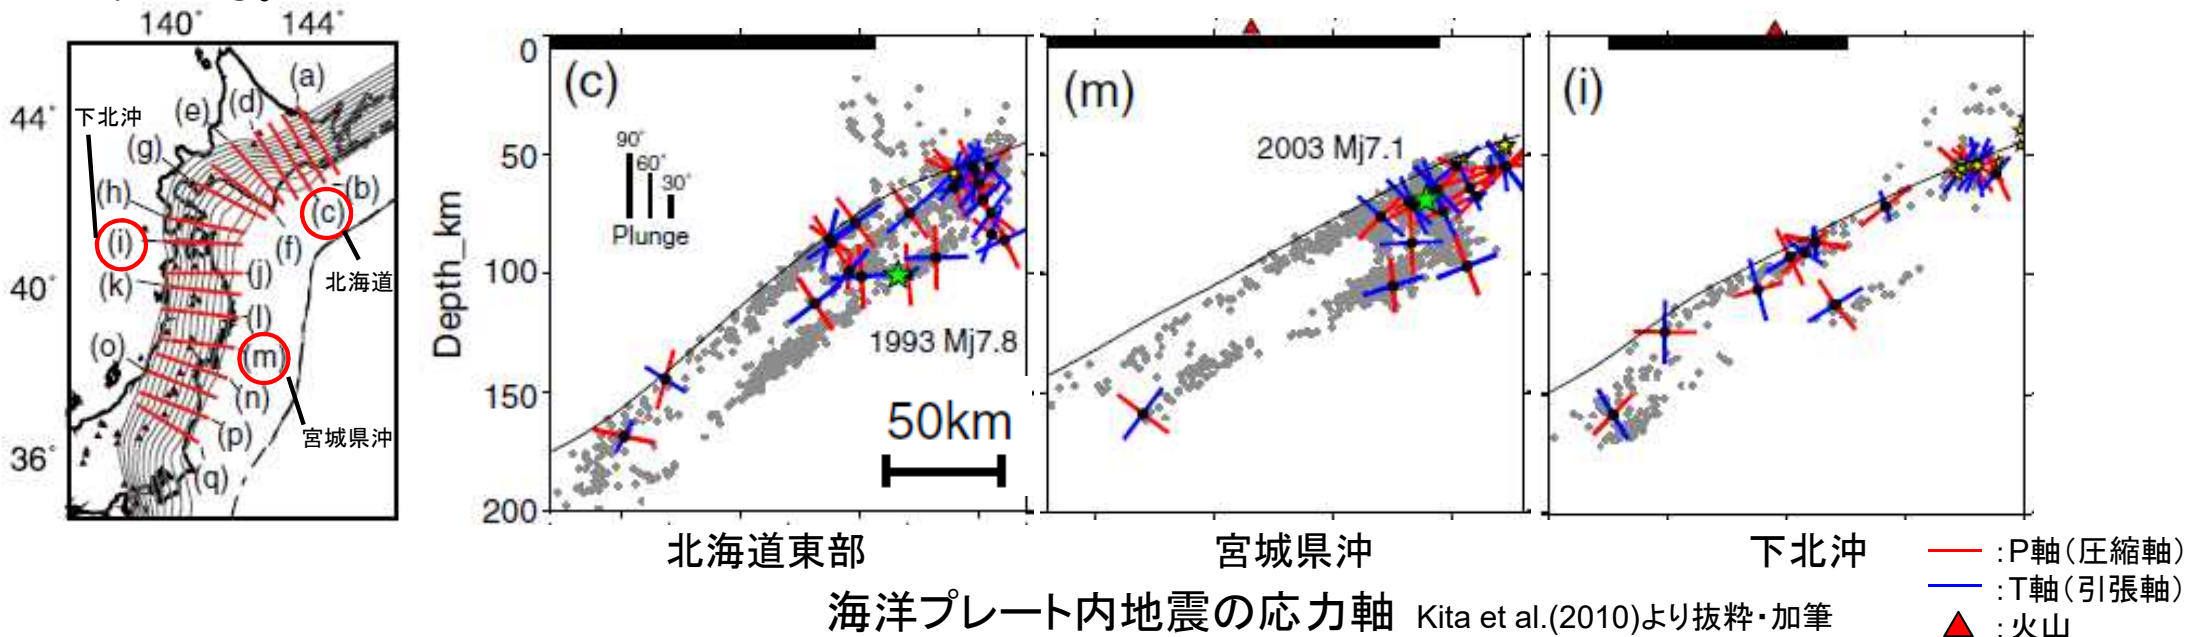 140° 144°
44°
40°
36°
(a)
(d)
(e)
下北沖
(g)
(h)
(b)
(c)
(i)
(f)
(j)
(k)
北海道
(l)
(o)
(m)
(n)
宮城県沖
(p)
(q)
Depth_km
0
50
100
150
200
(c)
90°
60°
30°
Plunge
1993 Mj7.8
50km
北海道東部
(m)
2003 Mj7.1
宮城県沖
(i)
下北沖
:P軸(圧縮軸)
:T軸(引張軸)
:火山
海洋プレート内地震の応力軸 Kita et al.(2010)より抜粋・加筆